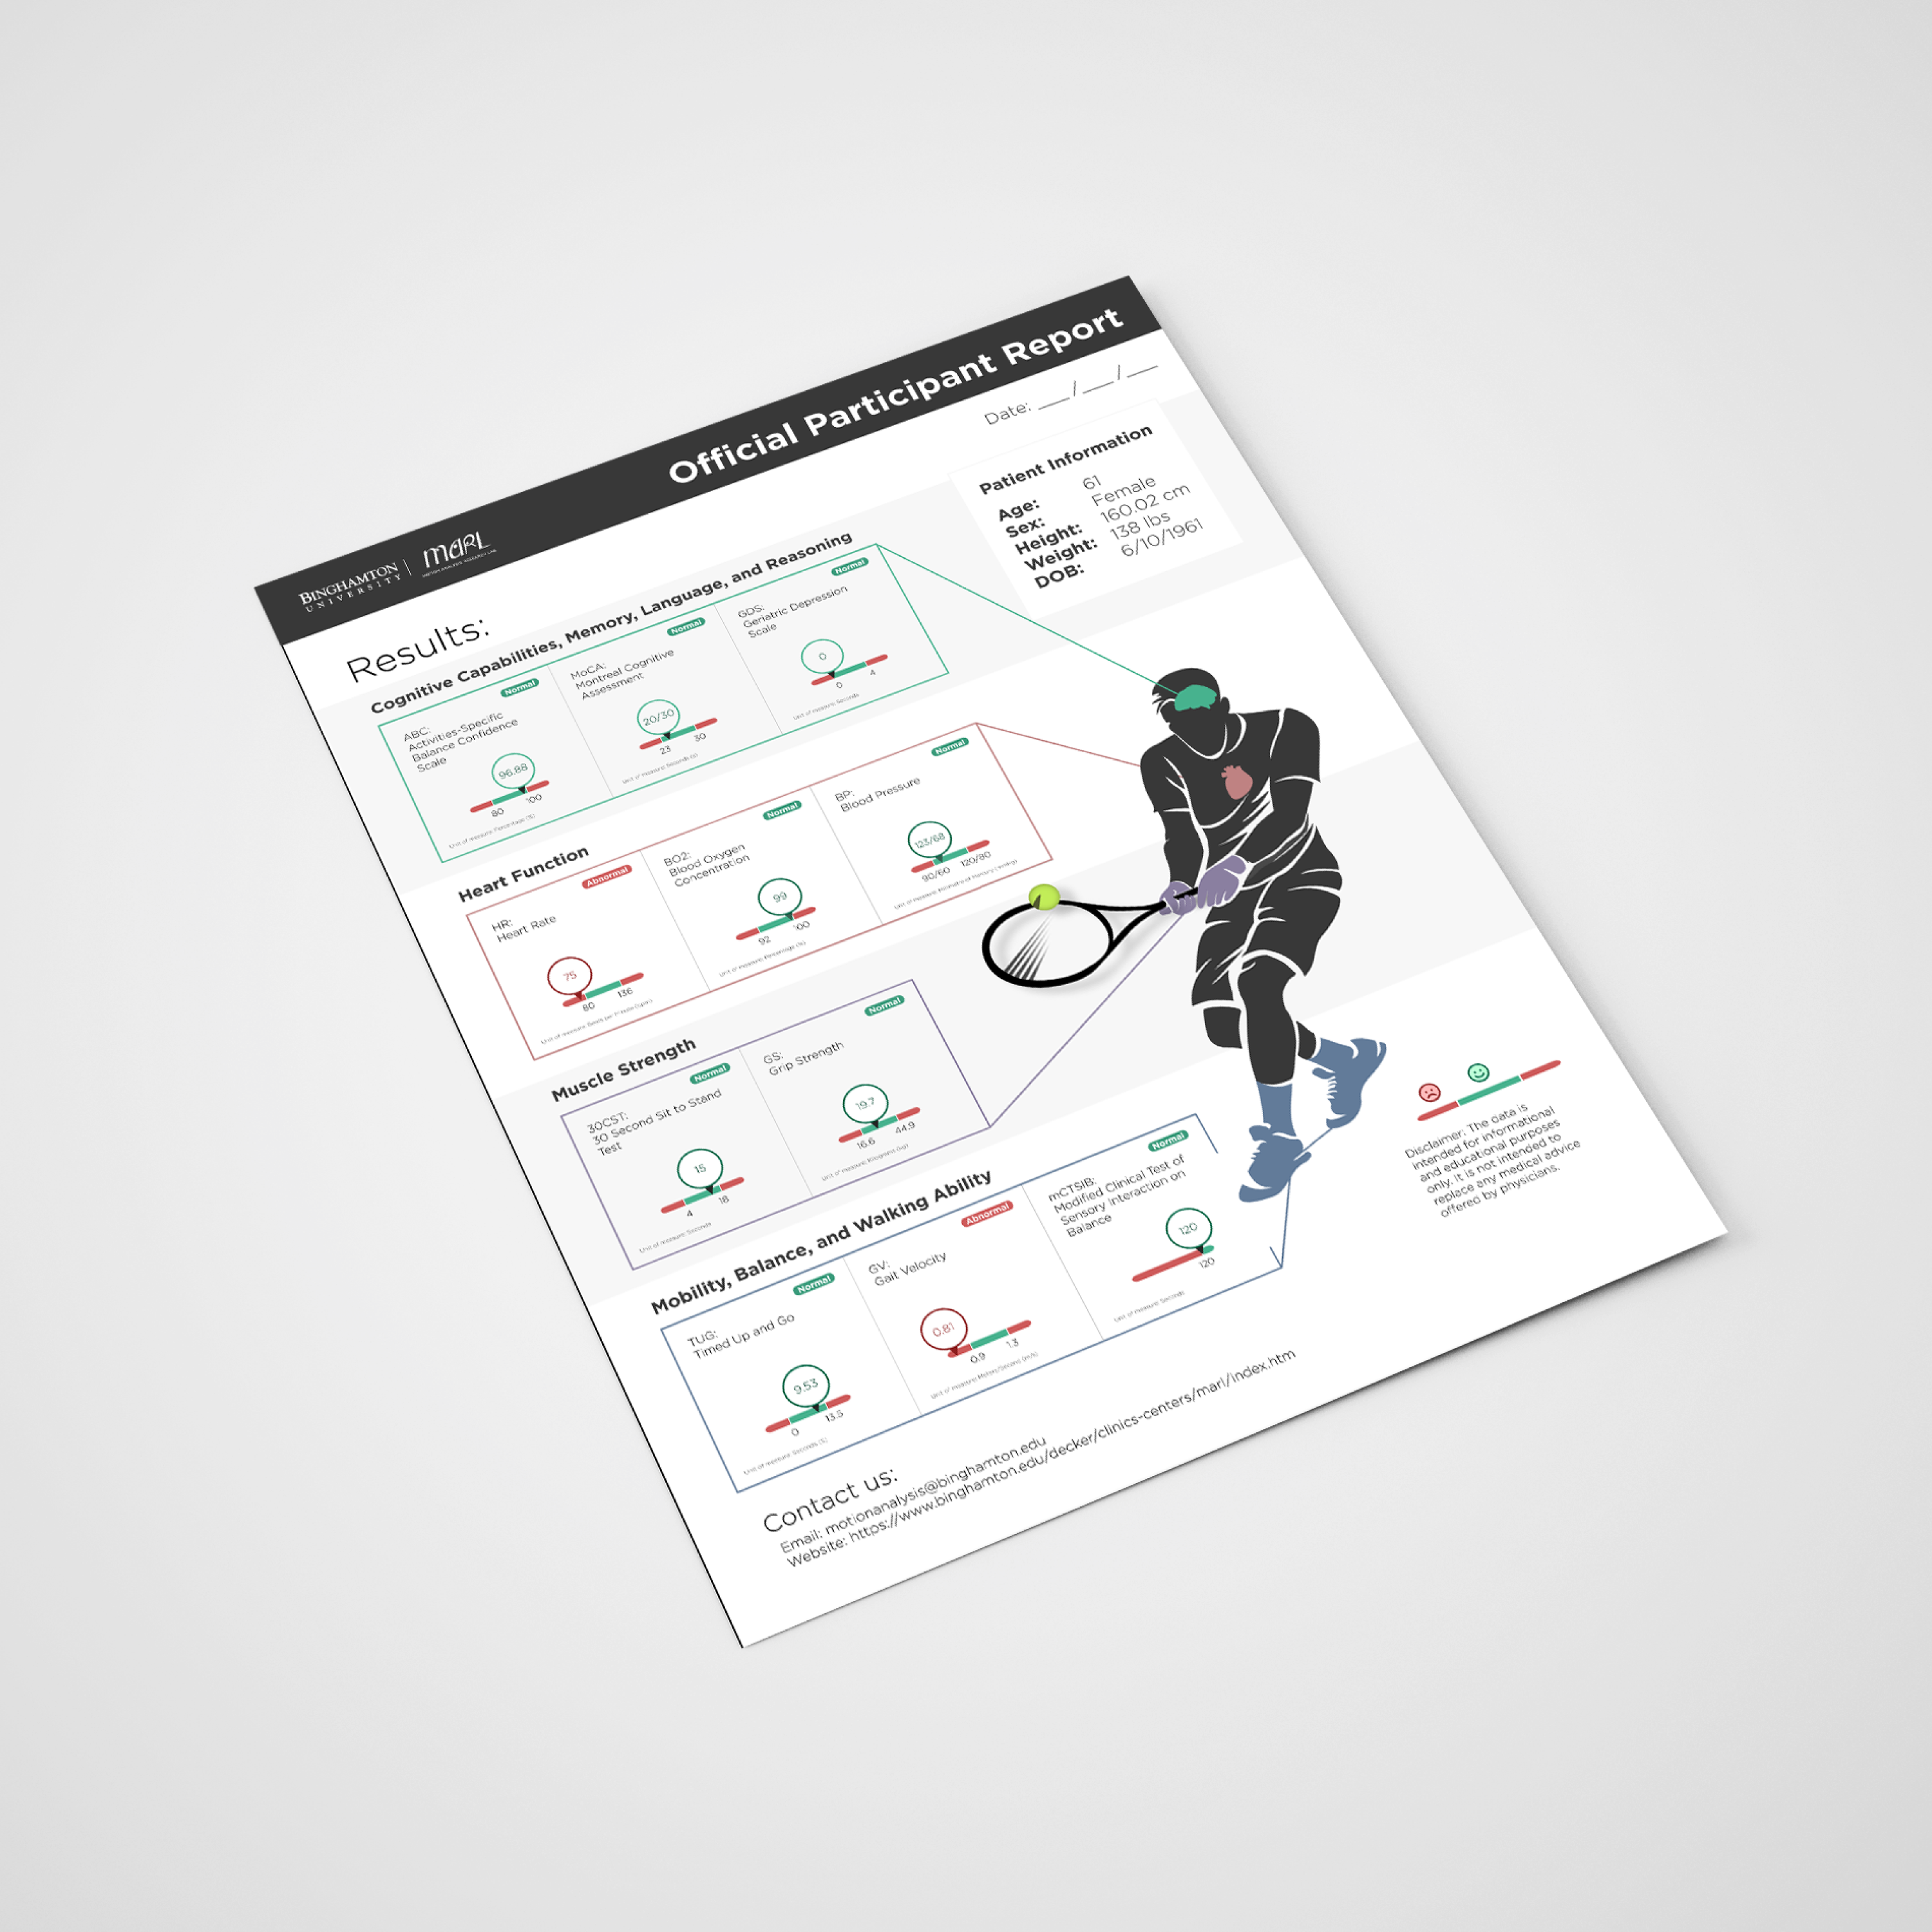 Official Participant Report
BINGHAMTON
UNIVERSITY
MARL
MOTION ANALYSIS RESEARCH LAB
Date: ___ / ___ / ___
Patient Information
Age: 61
Sex: Female
Height: 160.02 cm
Weight: 138 lbs
DOB: 6/10/1961
Results:
Cognitive Capabilities, Memory, Language, and Reasoning
Normal
ABC:
Activities-Specific
Balance Confidence
Scale
96.88
80 100
Unit of measure: Percentage (%)
Normal
MoCA:
Montreal Cognitive
Assessment
20/30
23 30
Unit of measure: Seconds (s)
Normal
GDS:
Geriatric Depression
Scale
0
0 4
Unit of measure: Seconds
Heart Function
Abnormal
HR:
Heart Rate
75
80 136
Unit of measure: Beats per Minute (bpm)
Normal
BO2:
Blood Oxygen
Concentration
99
92 100
Unit of measure: Percentage (%)
Normal
BP:
Blood Pressure
123/68
90/60 120/80
Unit of measure: Millimeters of Mercury (mmHg)
Muscle Strength
Normal
30CST:
30 Second Sit to Stand
Test
15
4 18
Unit of measure: Seconds
Normal
GS:
Grip Strength
19.7
16.6 44.9
Unit of measure: Kilograms (kg)
Mobility, Balance, and Walking Ability
Normal
TUG:
Timed Up and Go
9.53
0 13.5
Unit of measure: Seconds (s)
Abnormal
GV:
Gait Velocity
0.81
0.9 1.3
Unit of measure: Meters/Second (m/s)
Normal
mCTSIB:
Modified Clinical Test of
Sensory Interaction on
Balance
120
120
Unit of measure: Seconds
Disclaimer: The data is
intended for informational
and educational purposes
only. It is not intended to
replace any medical advice
offered by physicians.
Contact us:
Email: motionanalysis@binghamton.edu
Website: https://www.binghamton.edu/decker/clinics-centers/marl/index.htm